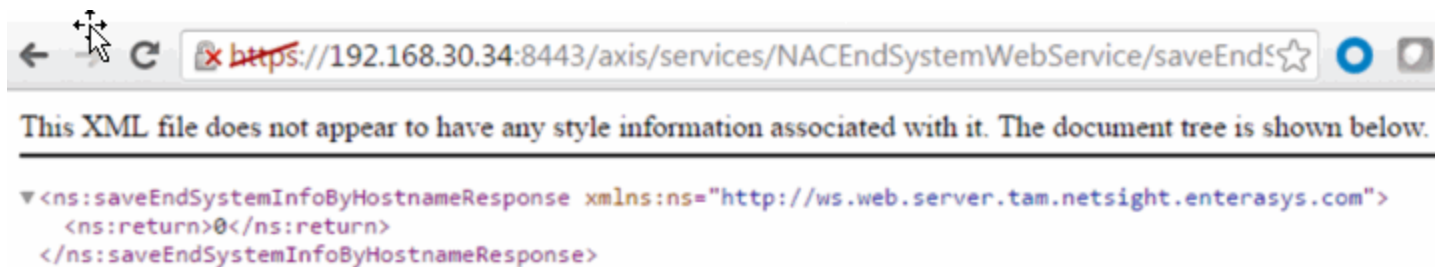 https://192.168.30.34:8443/axis/services/NACEndSystemWebService/saveEndS
This XML file does not appear to have any style information associated with it. The document tree is shown below.
▼<ns:saveEndSystemInfoByHostnameResponse xmlns:ns="http://ws.web.server.tam.netsight.enterasys.com">
<ns:return>0</ns:return>
</ns:saveEndSystemInfoByHostnameResponse>